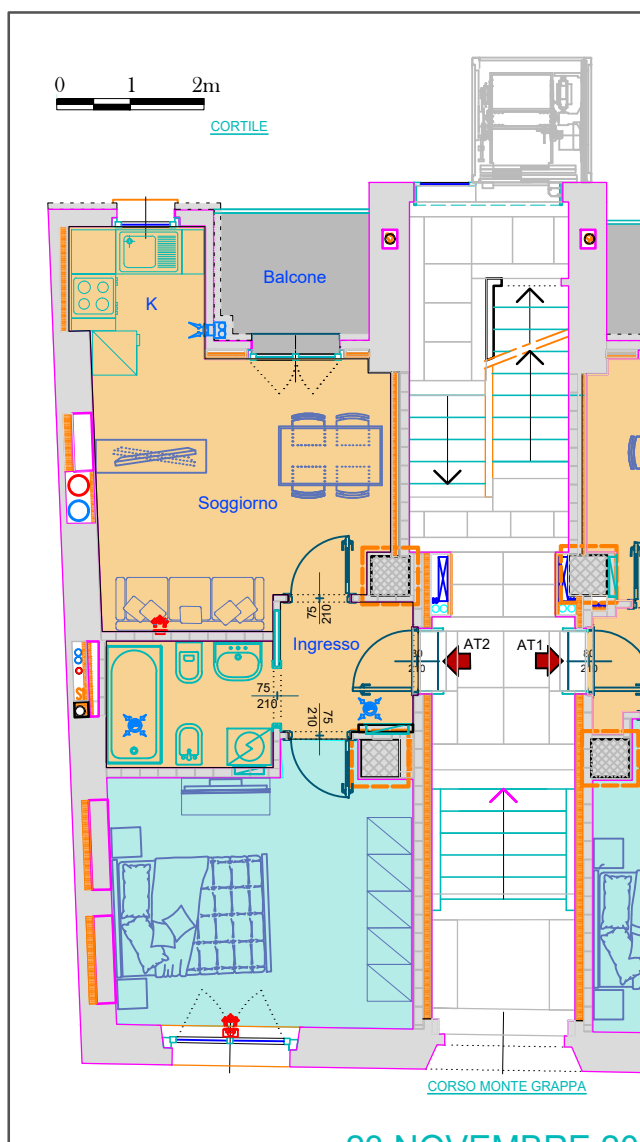 0 1 2m
CORTILE
Balcone
K
Soggiorno
75
210
Ingresso
AT2
AT1
80
210
80
210
75
210
75
210
CORSO MONTE GRAPPA